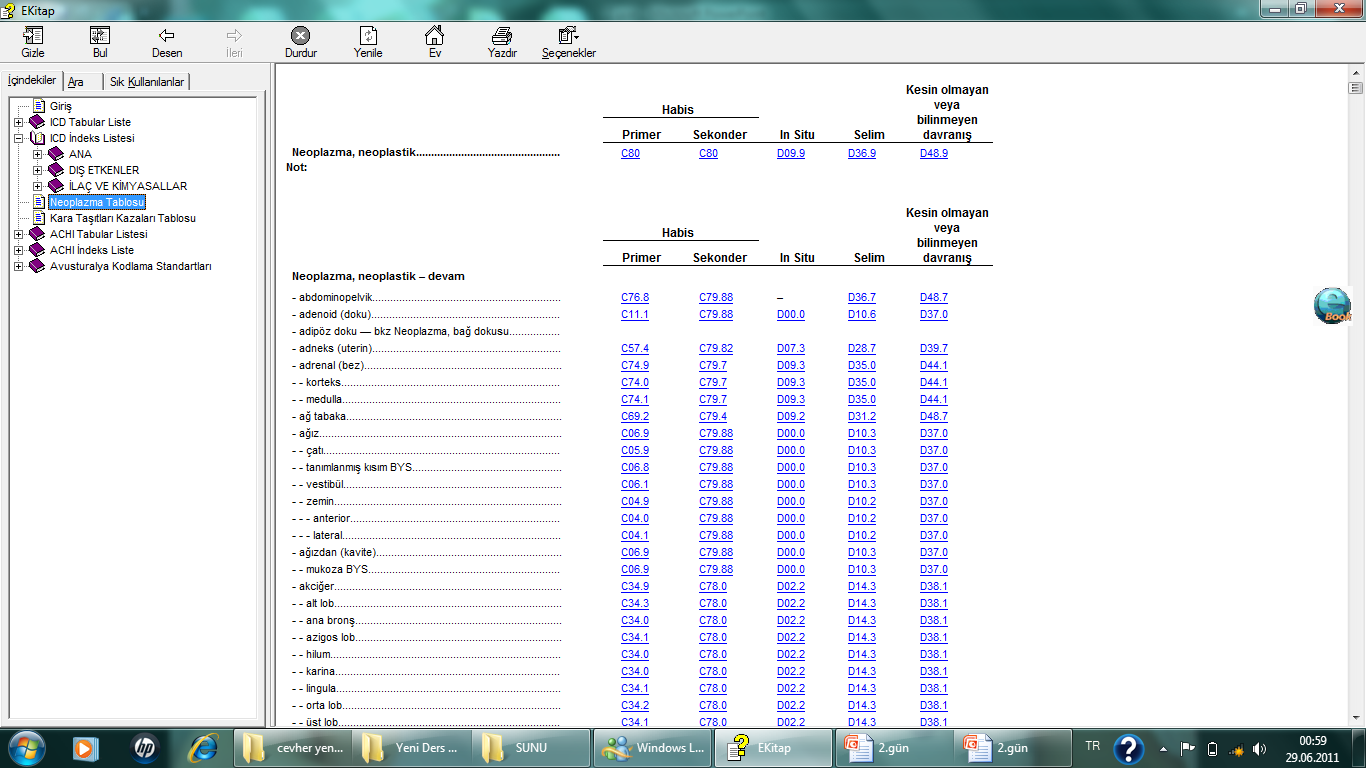 EKitap
Gizle Bul Desen İleri Durdur Yenile Ev Yazdır Seçenekler
İçindekiler Ara Sık Kullanılanlar
Giriş
ICD Tabular Liste
ICD İndeks Listesi
ANA
DIŞ ETKENLER
İLAÇ VE KİMYASALLAR
Neoplazma Tablosu
Kara Taşıtları Kazaları Tablosu
ACHI Tabular Listesi
ACHI İndeks Liste
Avusturalya Kodlama Standartları
Kesin olmayan
veya
Habis bilinmeyen
Primer Sekonder In Situ Selim davranış
Neoplazma, neoplastik................................................ C80 C80 D09.9 D36.9 D48.9
Not:
Kesin olmayan
veya
Habis bilinmeyen
Primer Sekonder In Situ Selim davranış
Neoplazma, neoplastik – devam
- abdominopelvik............................................................... C76.8 C79.88 – D36.7 D48.7
- adenoid (doku)............................................................... C11.1 C79.88 D00.0 D10.6 D37.0
- adipöz doku — bkz Neoplazma, bağ dokusu.................
- adneks (uterin)............................................................... C57.4 C79.82 D07.3 D28.7 D39.7
- adrenal (bez).................................................................. C74.9 C79.7 D09.3 D35.0 D44.1
- - korteks......................................................................... C74.0 C79.7 D09.3 D35.0 D44.1
- - medulla......................................................................... C74.1 C79.7 D09.3 D35.0 D44.1
- ağ tabaka........................................................................ C69.2 C79.4 D09.2 D31.2 D48.7
- ağız................................................................................. C06.9 C79.88 D00.0 D10.3 D37.0
- - çatı............................................................................... C05.9 C79.88 D00.0 D10.3 D37.0
- - tanımlanmış kısım BYS.................................................. C06.8 C79.88 D00.0 D10.3 D37.0
- - vestibül......................................................................... C06.1 C79.88 D00.0 D10.3 D37.0
- - zemin............................................................................ C04.9 C79.88 D00.0 D10.2 D37.0
- - - anterior....................................................................... C04.0 C79.88 D00.0 D10.2 D37.0
- - - lateral.......................................................................... C04.1 C79.88 D00.0 D10.2 D37.0
- ağızdan (kavite).............................................................. C06.9 C79.88 D00.0 D10.3 D37.0
- - mukoza BYS................................................................. C06.9 C79.88 D00.0 D10.3 D37.0
- akciğer............................................................................ C34.9 C78.0 D02.2 D14.3 D38.1
- - alt lob............................................................................ C34.3 C78.0 D02.2 D14.3 D38.1
- - ana bronş..................................................................... C34.0 C78.0 D02.2 D14.3 D38.1
- - azigos lob..................................................................... C34.1 C78.0 D02.2 D14.3 D38.1
- - hilum............................................................................. C34.0 C78.0 D02.2 D14.3 D38.1
- - karina............................................................................ C34.0 C78.0 D02.2 D14.3 D38.1
- - lingula........................................................................... C34.1 C78.0 D02.2 D14.3 D38.1
- - orta lob......................................................................... C34.2 C78.0 D02.2 D14.3 D38.1
- - üst lob.......................................................................... C34.1 C78.0 D02.2 D14.3 D38.1
e
Book
cevher yen... Yeni Ders ... SUNU Windows L... EKitap 2.gün 2.gün TR 00:59
29.06.2011